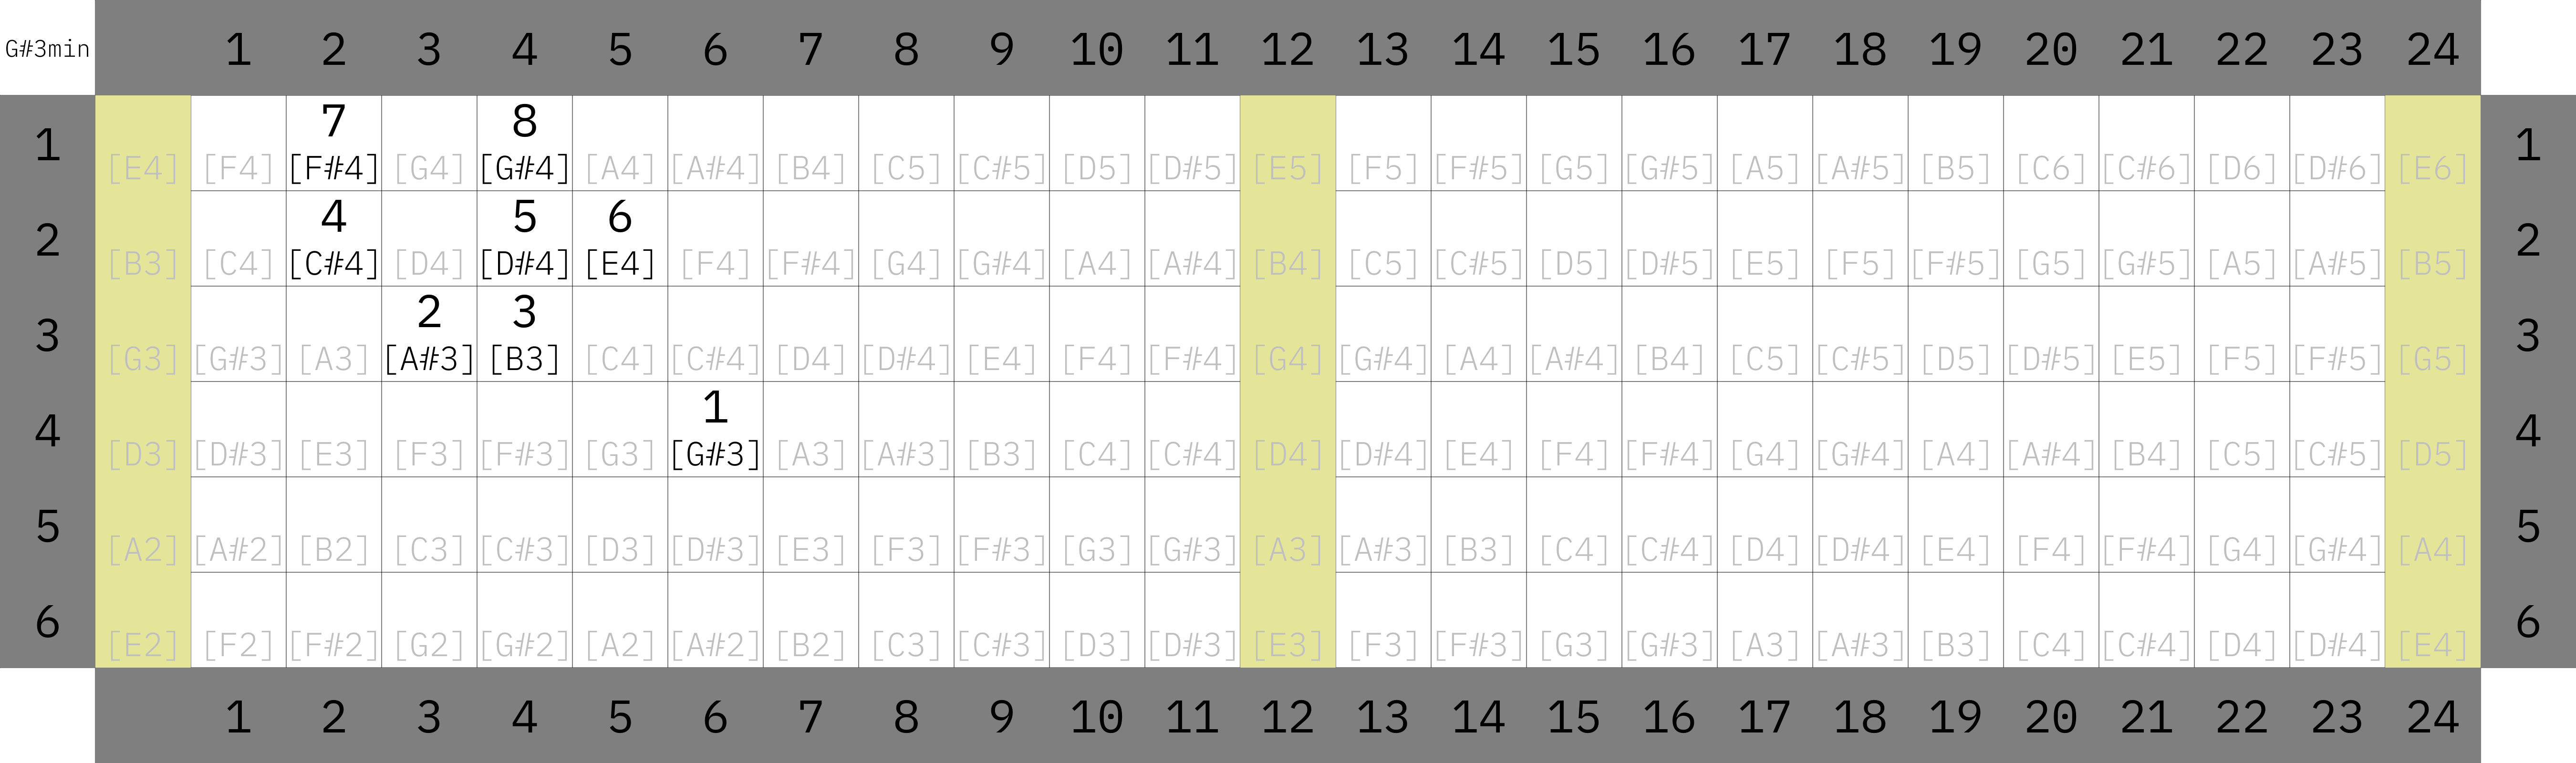 G#3min 1 2 3 4 5 6 7 8 9 10 11 12 13 14 15 16 17 18 19 20 21 22 23 24
7 8
1 [E4] [F4] [F#4] [G4] [G#4] [A4] [A#4] [B4] [C5] [C#5] [D5] [D#5] [E5] [F5] [F#5] [G5] [G#5] [A5] [A#5] [B5] [C6] [C#6] [D6] [D#6] [E6] 1
4 5 6
2 [B3] [C4] [C#4] [D4] [D#4] [E4] [F4] [F#4] [G4] [G#4] [A4] [A#4] [B4] [C5] [C#5] [D5] [D#5] [E5] [F5] [F#5] [G5] [G#5] [A5] [A#5] [B5] 2
2 3
3 [G3] [G#3] [A3] [A#3] [B3] [C4] [C#4] [D4] [D#4] [E4] [F4] [F#4] [G4] [G#4] [A4] [A#4] [B4] [C5] [C#5] [D5] [D#5] [E5] [F5] [F#5] [G5] 3
1
4 [D3] [D#3] [E3] [F3] [F#3] [G3] [G#3] [A3] [A#3] [B3] [C4] [C#4] [D4] [D#4] [E4] [F4] [F#4] [G4] [G#4] [A4] [A#4] [B4] [C5] [C#5] [D5] 4
5 [A2] [A#2] [B2] [C3] [C#3] [D3] [D#3] [E3] [F3] [F#3] [G3] [G#3] [A3] [A#3] [B3] [C4] [C#4] [D4] [D#4] [E4] [F4] [F#4] [G4] [G#4] [A4] 5
6 [E2] [F2] [F#2] [G2] [G#2] [A2] [A#2] [B2] [C3] [C#3] [D3] [D#3] [E3] [F3] [F#3] [G3] [G#3] [A3] [A#3] [B3] [C4] [C#4] [D4] [D#4] [E4] 6
1 2 3 4 5 6 7 8 9 10 11 12 13 14 15 16 17 18 19 20 21 22 23 24